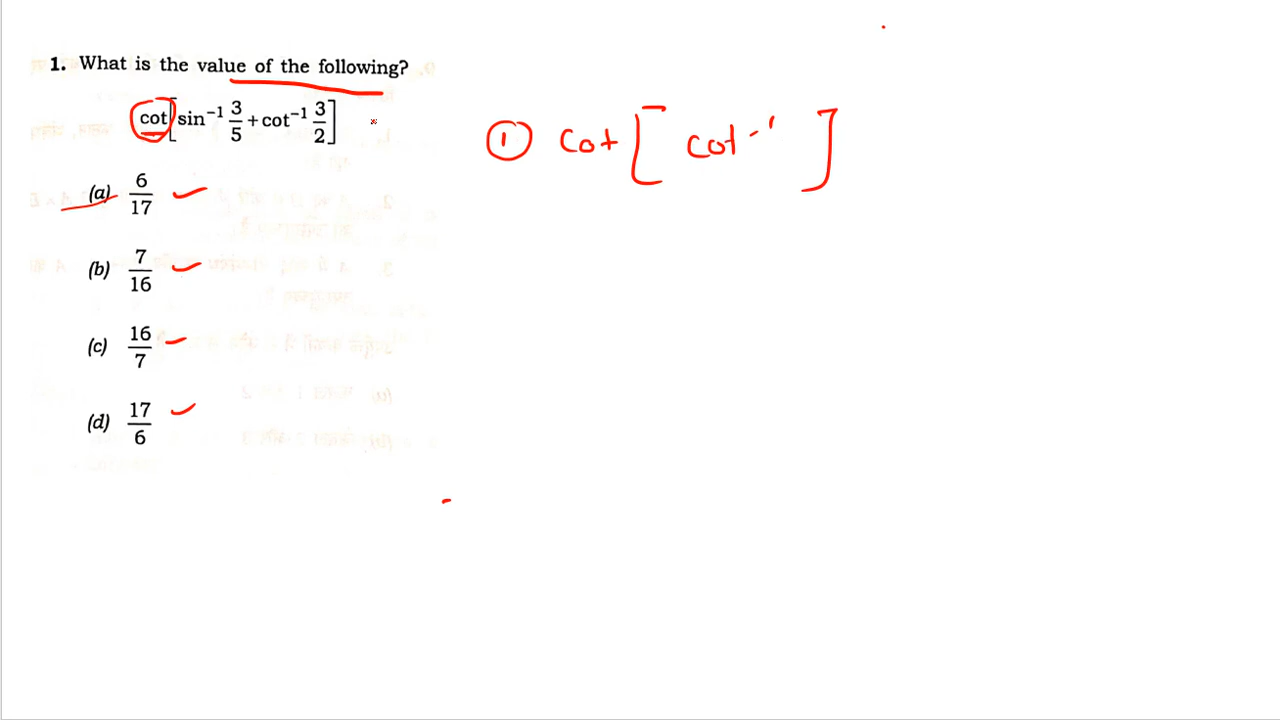 1. What is the value of the following?
cot[sin⁻¹ 3/5 + cot⁻¹ 3/2]
① cot [ cot⁻¹ ]
(a) 6/17
(b) 7/16
(c) 16/7
(d) 17/6